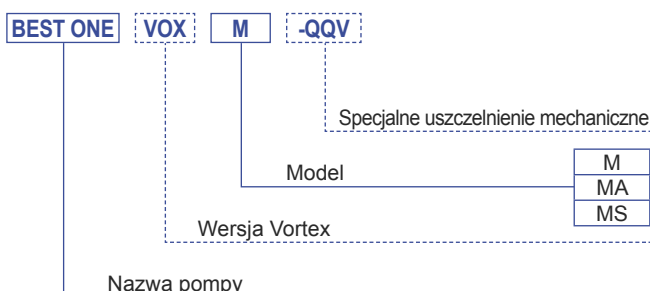 BEST ONE VOX M -QQV
Specjalne uszczelnienie mechaniczne
Model
M
MA
MS
Wersja Vortex
Nazwa pompy